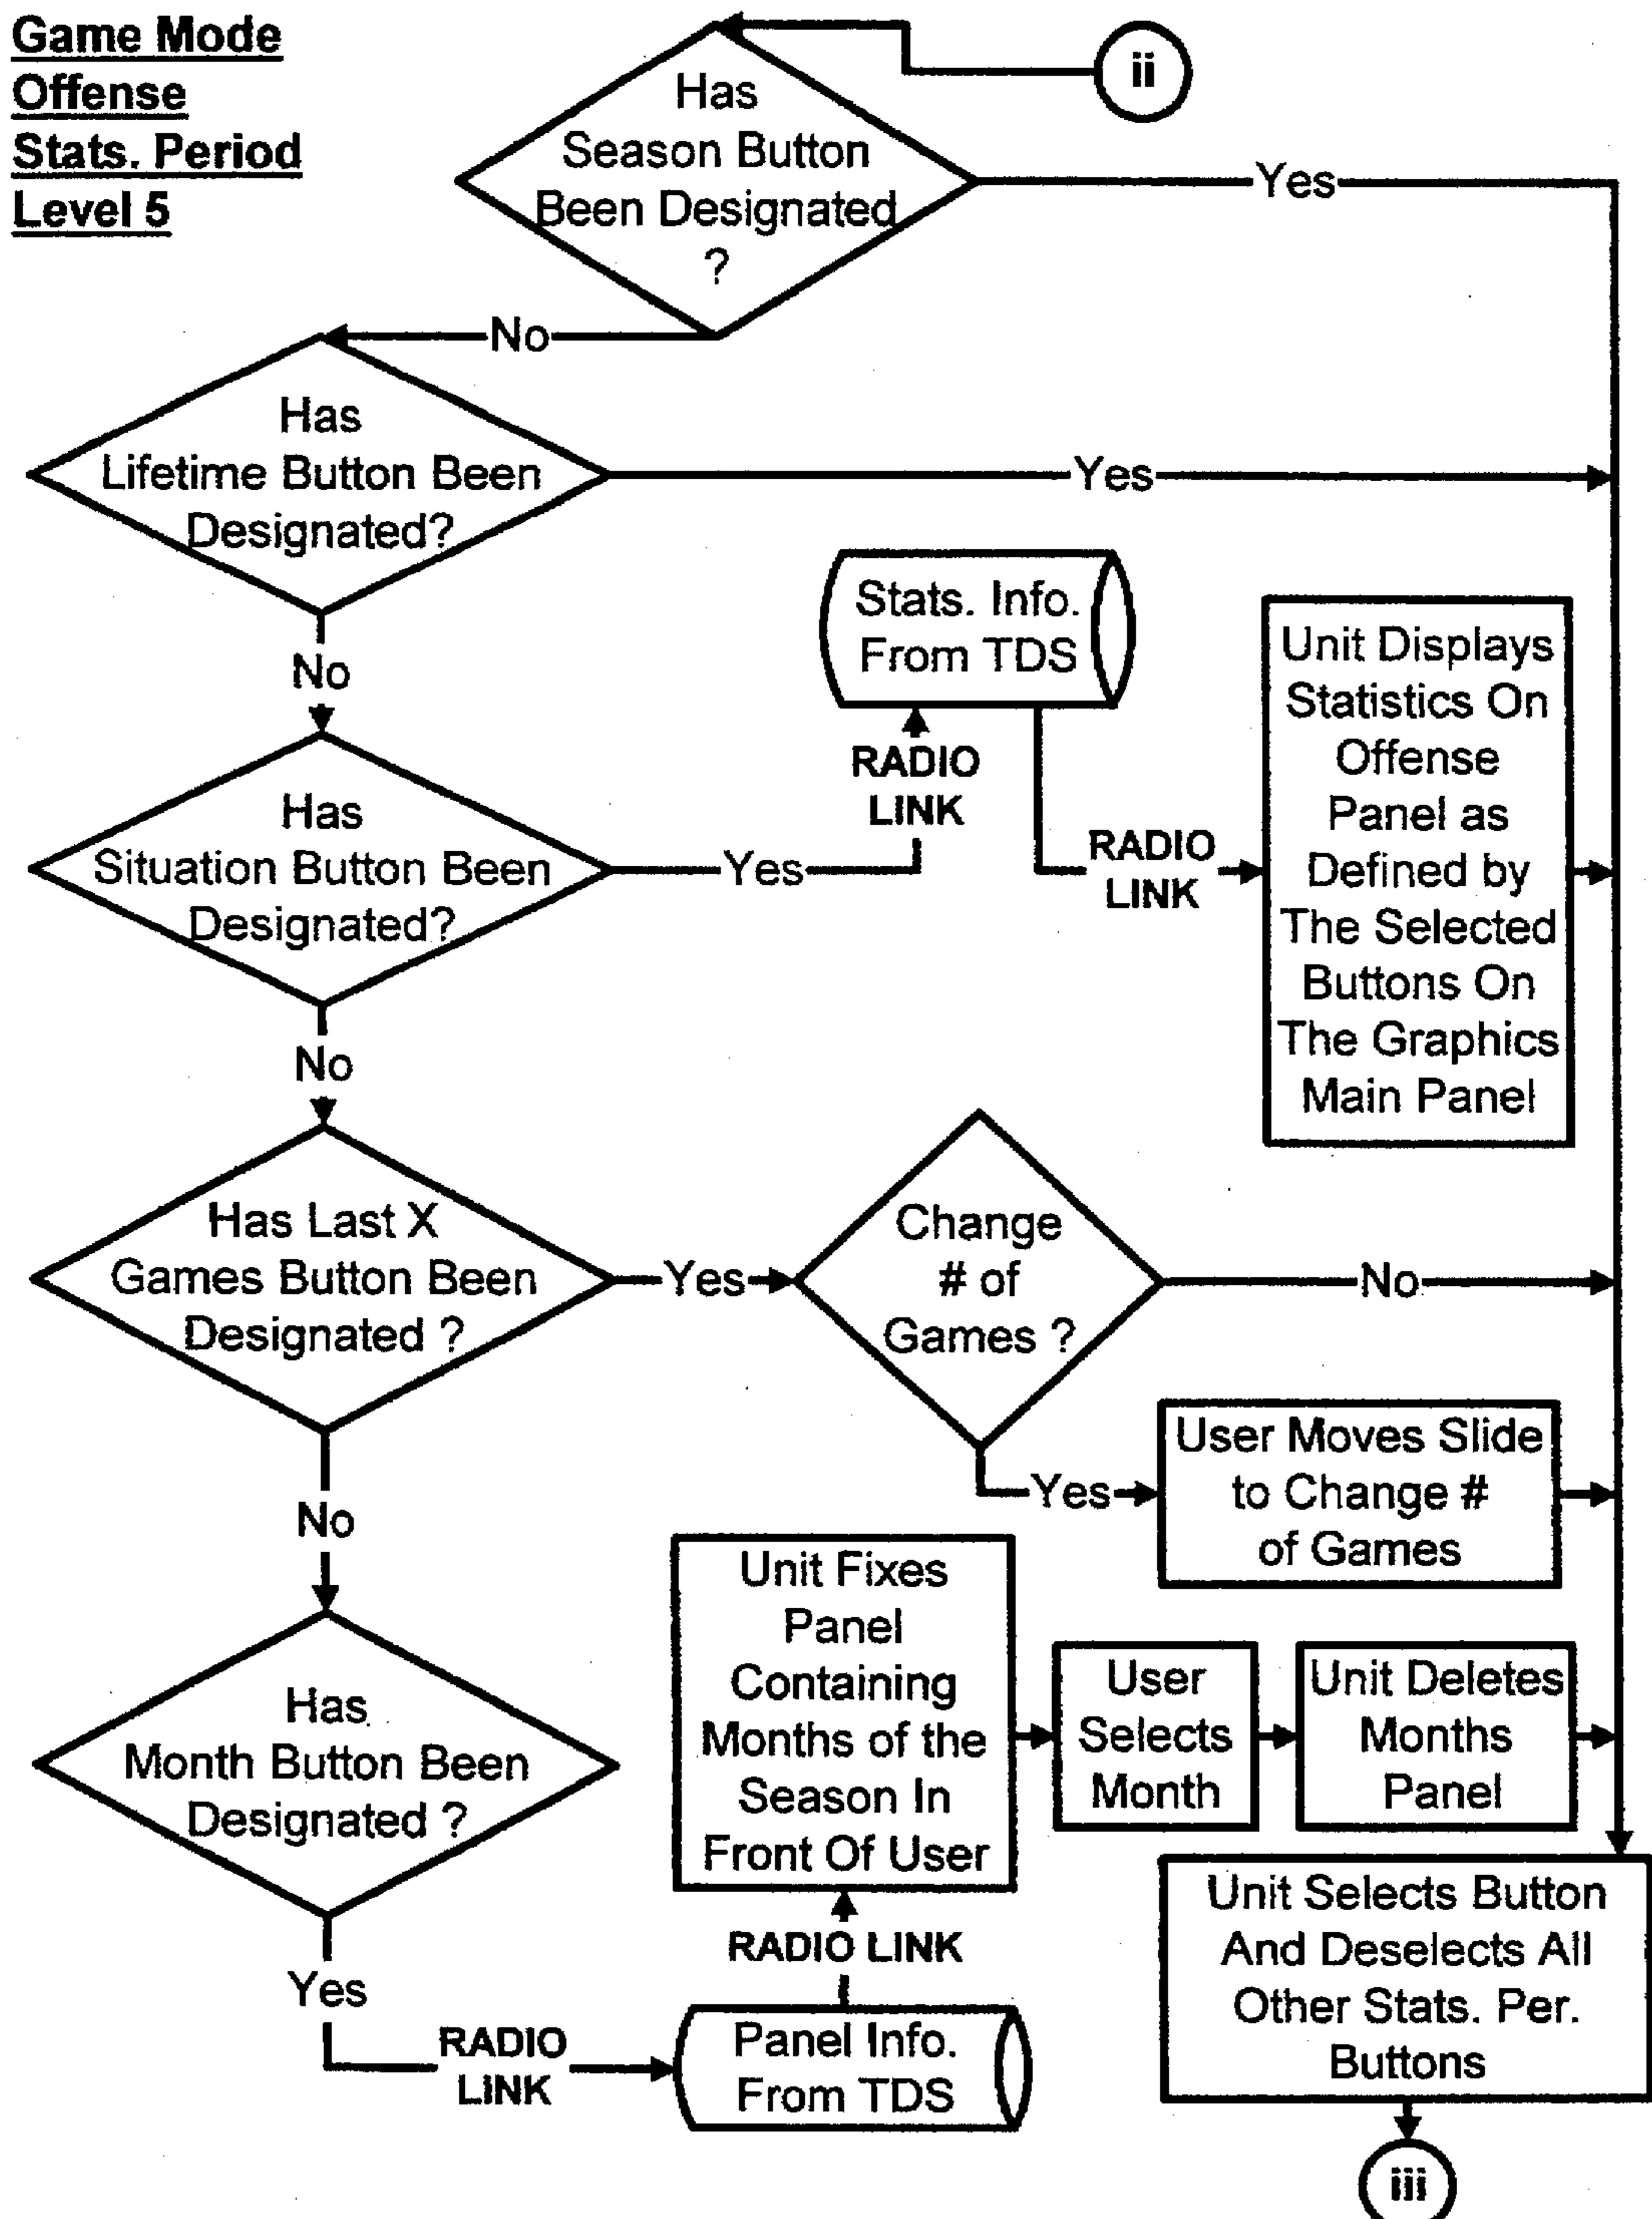 Game Mode
Offense
Stats. Period
Level 5
ii
Has
Season Button
Been Designated
?
Yes
No
Has
Lifetime Button Been
Designated?
Yes
No
Stats. Info.
From TDS
RADIO
LINK
RADIO
LINK
Unit Displays
Statistics On
Offense
Panel as
Defined by
The Selected
Buttons On
The Graphics
Main Panel
Has
Situation Button Been
Designated?
Yes
No
Has Last X
Games Button Been
Designated ?
Yes
Change
# of
Games ?
No
Yes
User Moves Slide
to Change #
of Games
No
Has
Month Button Been
Designated ?
Yes
RADIO
LINK
Panel Info.
From TDS
RADIO LINK
Unit Fixes
Panel
Containing
Months of the
Season In
Front Of User
User
Selects
Month
Unit Deletes
Months
Panel
Unit Selects Button
And Deselects All
Other Stats. Per.
Buttons
iii